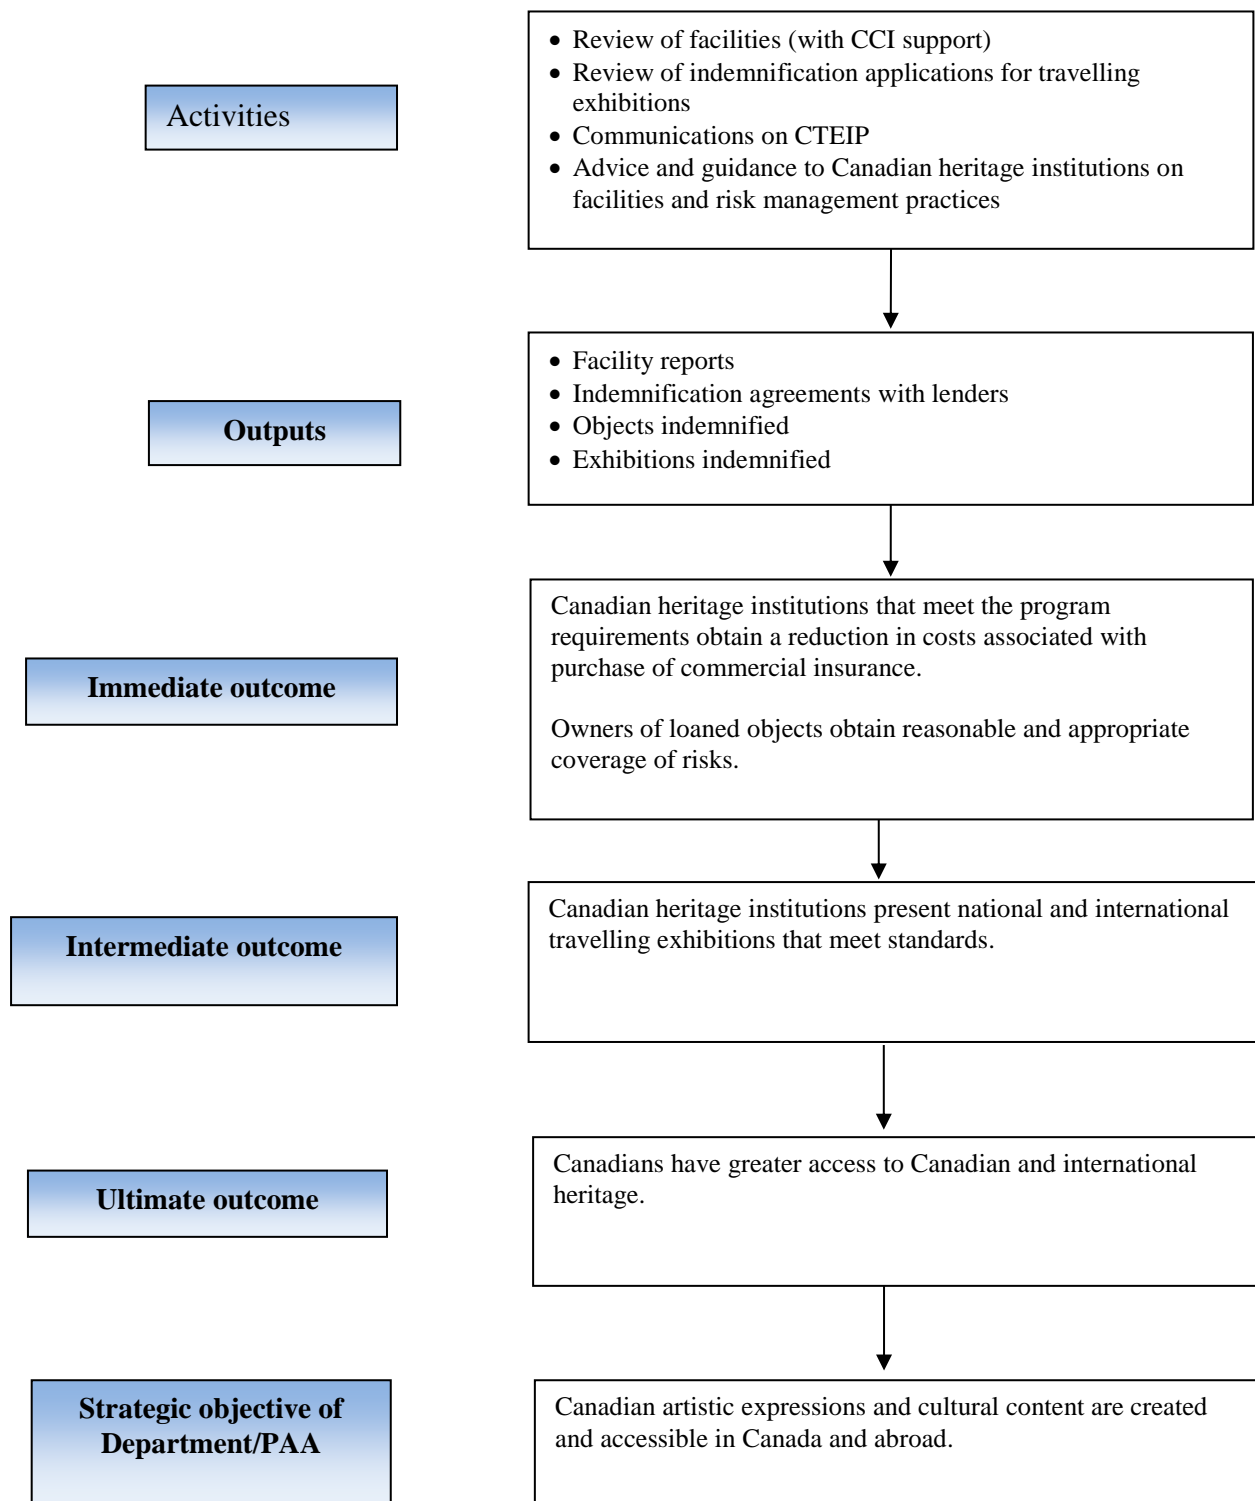 Activities
• Review of facilities (with CCI support)
• Review of indemnification applications for travelling
exhibitions
• Communications on CTEIP
• Advice and guidance to Canadian heritage institutions on
facilities and risk management practices
Outputs
• Facility reports
• Indemnification agreements with lenders
• Objects indemnified
• Exhibitions indemnified
Immediate outcome
Canadian heritage institutions that meet the program
requirements obtain a reduction in costs associated with
purchase of commercial insurance.
Owners of loaned objects obtain reasonable and appropriate
coverage of risks.
Intermediate outcome
Canadian heritage institutions present national and international
travelling exhibitions that meet standards.
Ultimate outcome
Canadians have greater access to Canadian and international
heritage.
Strategic objective of
Department/PAA
Canadian artistic expressions and cultural content are created
and accessible in Canada and abroad.